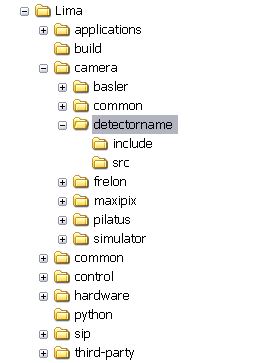 Lima
applications
build
camera
basler
common
detectorname
include
src
frelon
maxipix
pilatus
simulator
common
control
hardware
python
sip
third-party